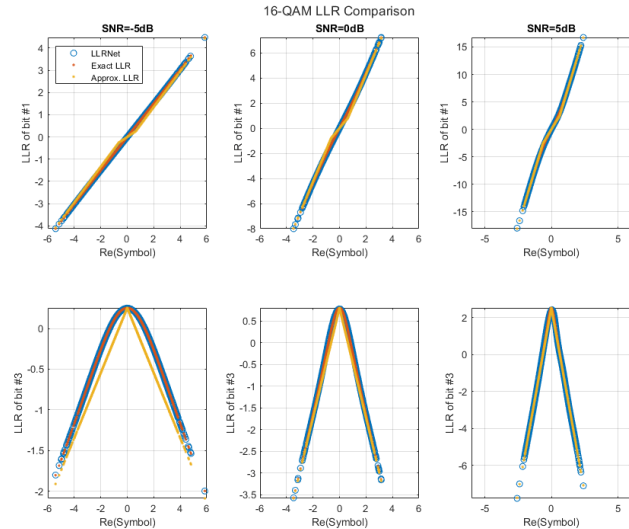 16-QAM LLR Comparison
SNR=-5dB
SNR=0dB
SNR=5dB
LLRNet
Exact LLR
Approx. LLR
LLR of bit #1
4
3
2
1
0
-1
-2
-3
-4
-6 -4 -2 0 2 4 6
Re(Symbol)
LLR of bit #1
6
4
2
0
-2
-4
-6
-8
-6 -4 -2 0 2 4 6
Re(Symbol)
LLR of bit #1
15
10
5
0
-5
-10
-15
-5 0 5
Re(Symbol)
LLR of bit #3
0
-0.5
-1
-1.5
-2
-6 -4 -2 0 2 4 6
Re(Symbol)
LLR of bit #3
0.5
0
-0.5
-1
-1.5
-2
-2.5
-3
-3.5
-6 -4 -2 0 2 4 6
Re(Symbol)
LLR of bit #3
2
0
-2
-4
-6
-5 0 5
Re(Symbol)